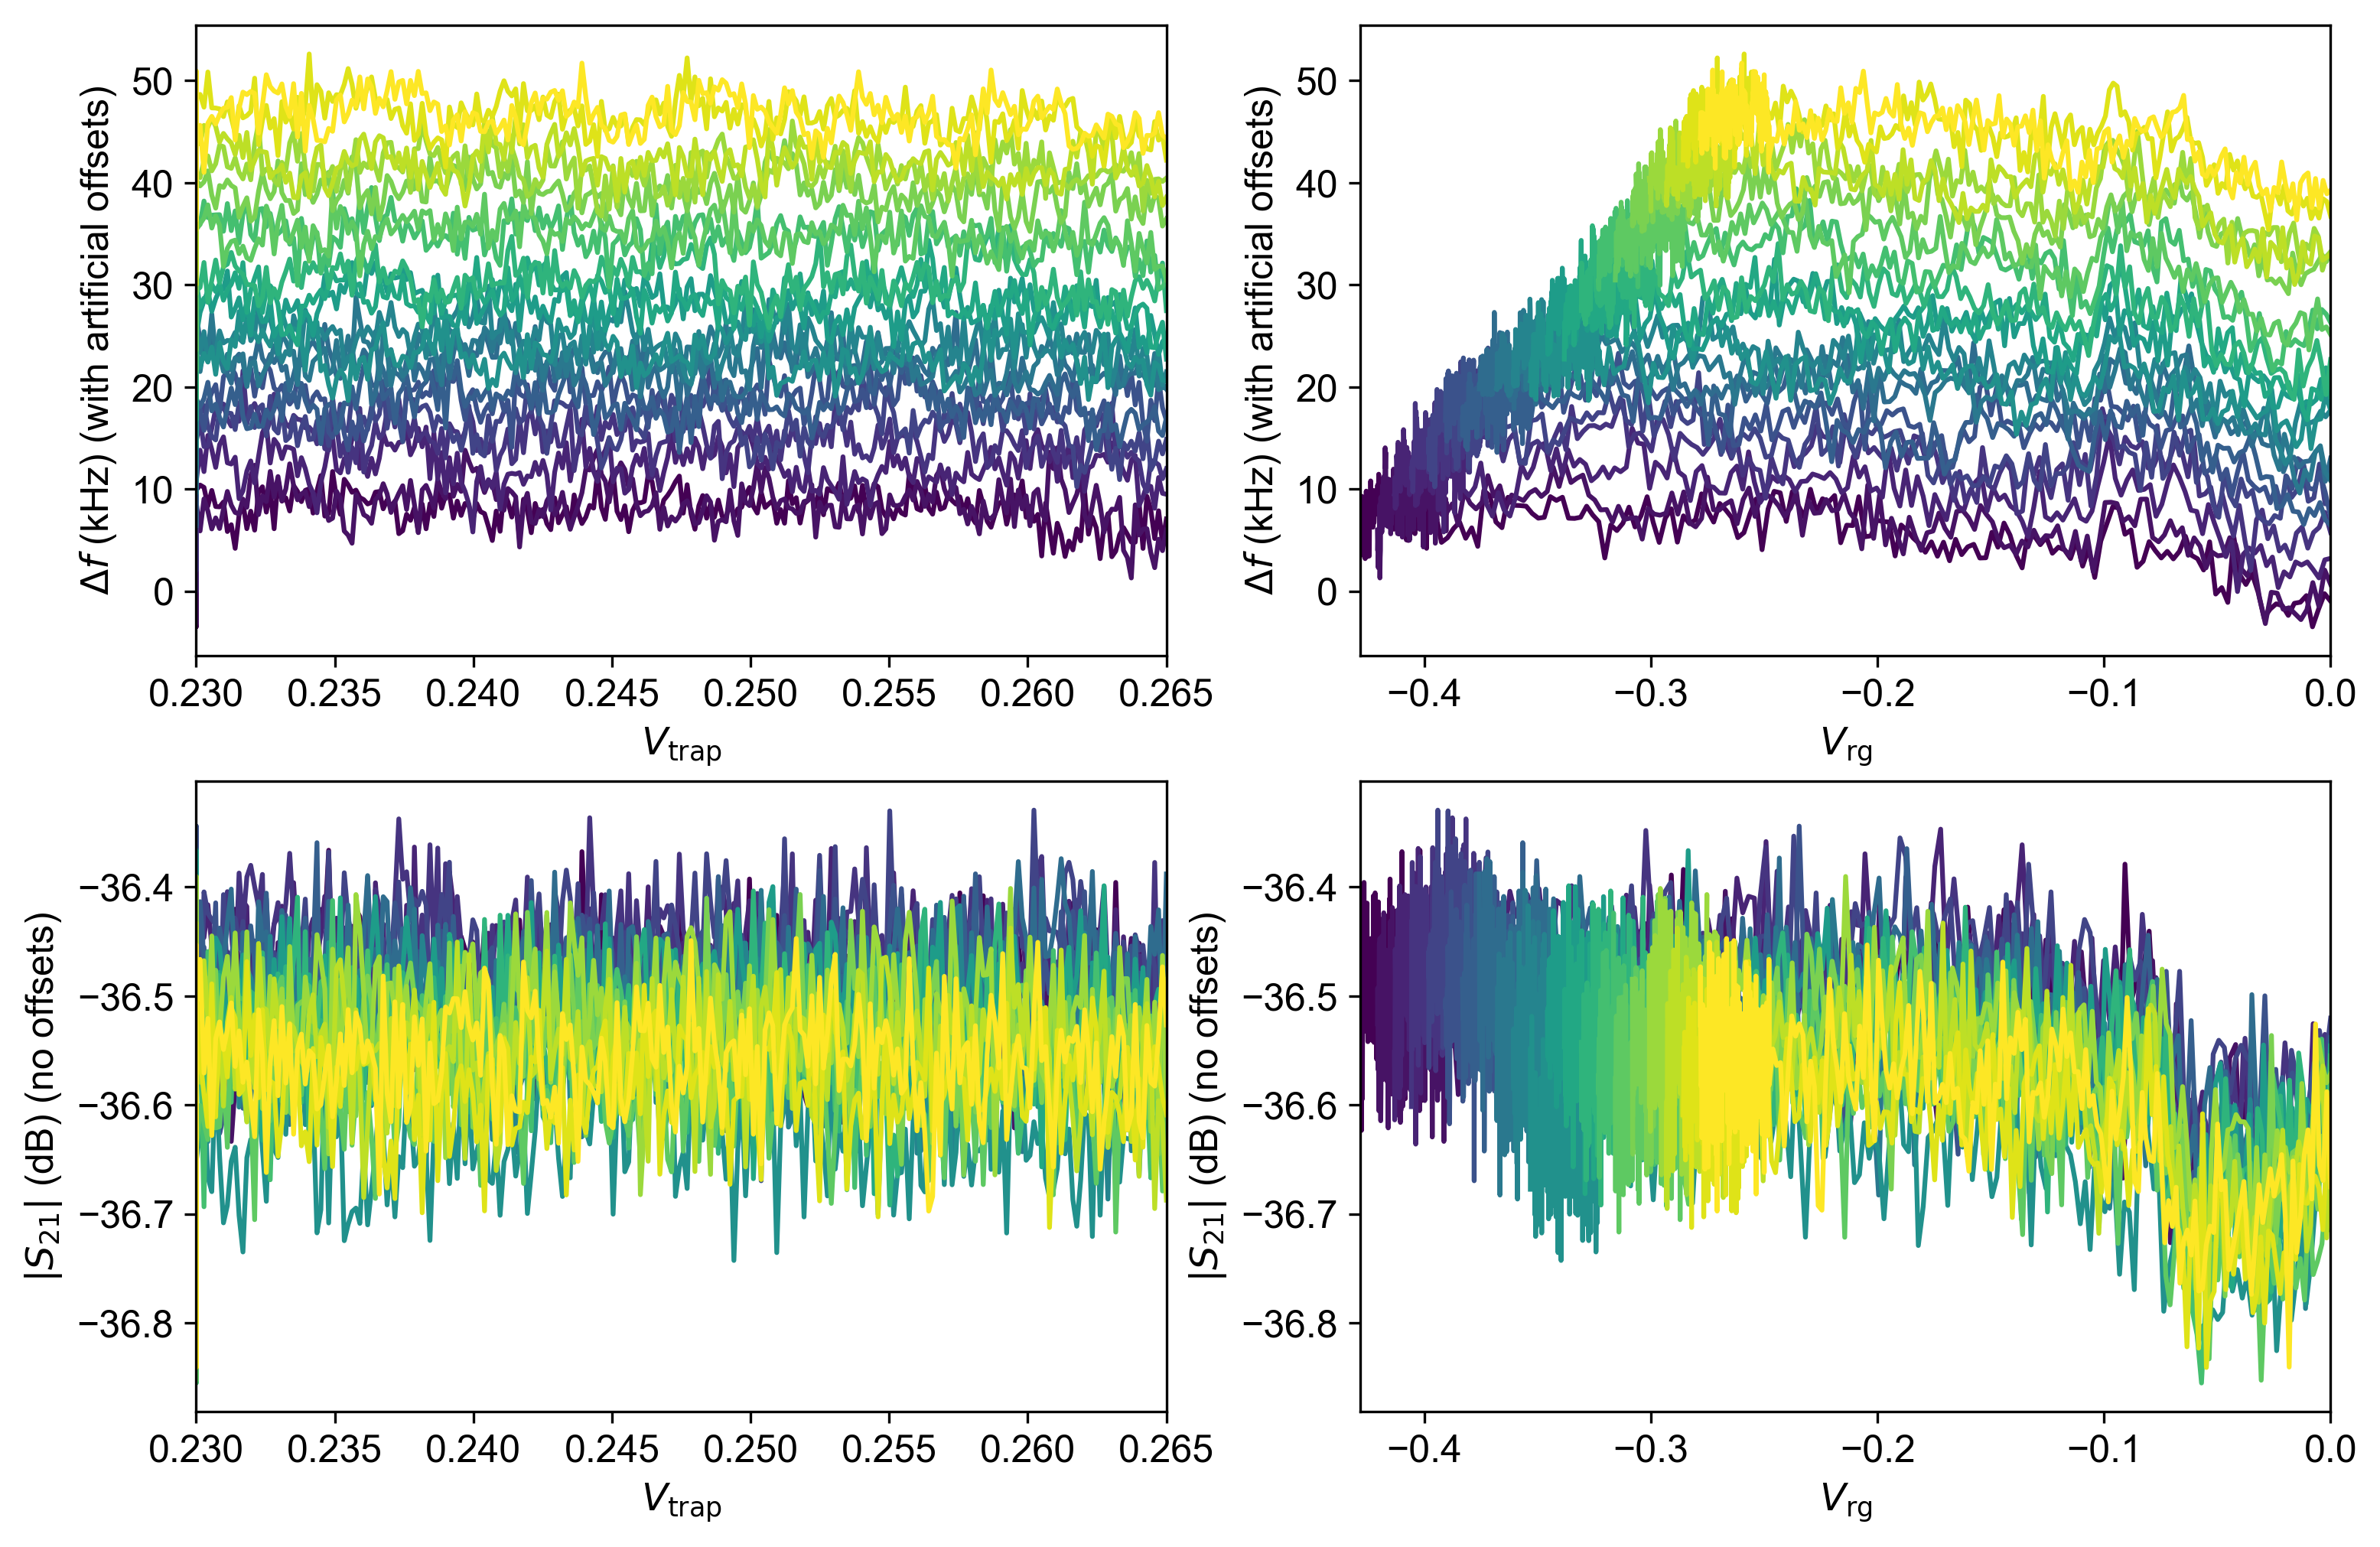 Δf (kHz) (with artificial offsets)
50
40
30
20
10
0
0.230 0.235 0.240 0.245 0.250 0.255 0.260 0.265
V_trap
Δf (kHz) (with artificial offsets)
50
40
30
20
10
0
−0.4 −0.3 −0.2 −0.1 0.0
V_rg
|S_21| (dB) (no offsets)
−36.4
−36.5
−36.6
−36.7
−36.8
0.230 0.235 0.240 0.245 0.250 0.255 0.260 0.265
V_trap
|S_21| (dB) (no offsets)
−36.4
−36.5
−36.6
−36.7
−36.8
−0.4 −0.3 −0.2 −0.1 0.0
V_rg